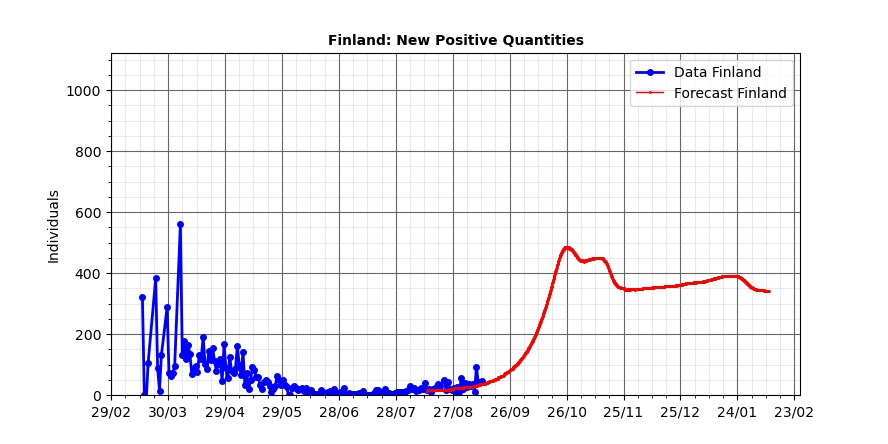 Finland: New Positive Quantities
Data Finland
Forecast Finland
Individuals
1000
800
600
400
200
0
29/02 30/03 29/04 29/05 28/06 28/07 27/08 26/09 26/10 25/11 25/12 24/01 23/02